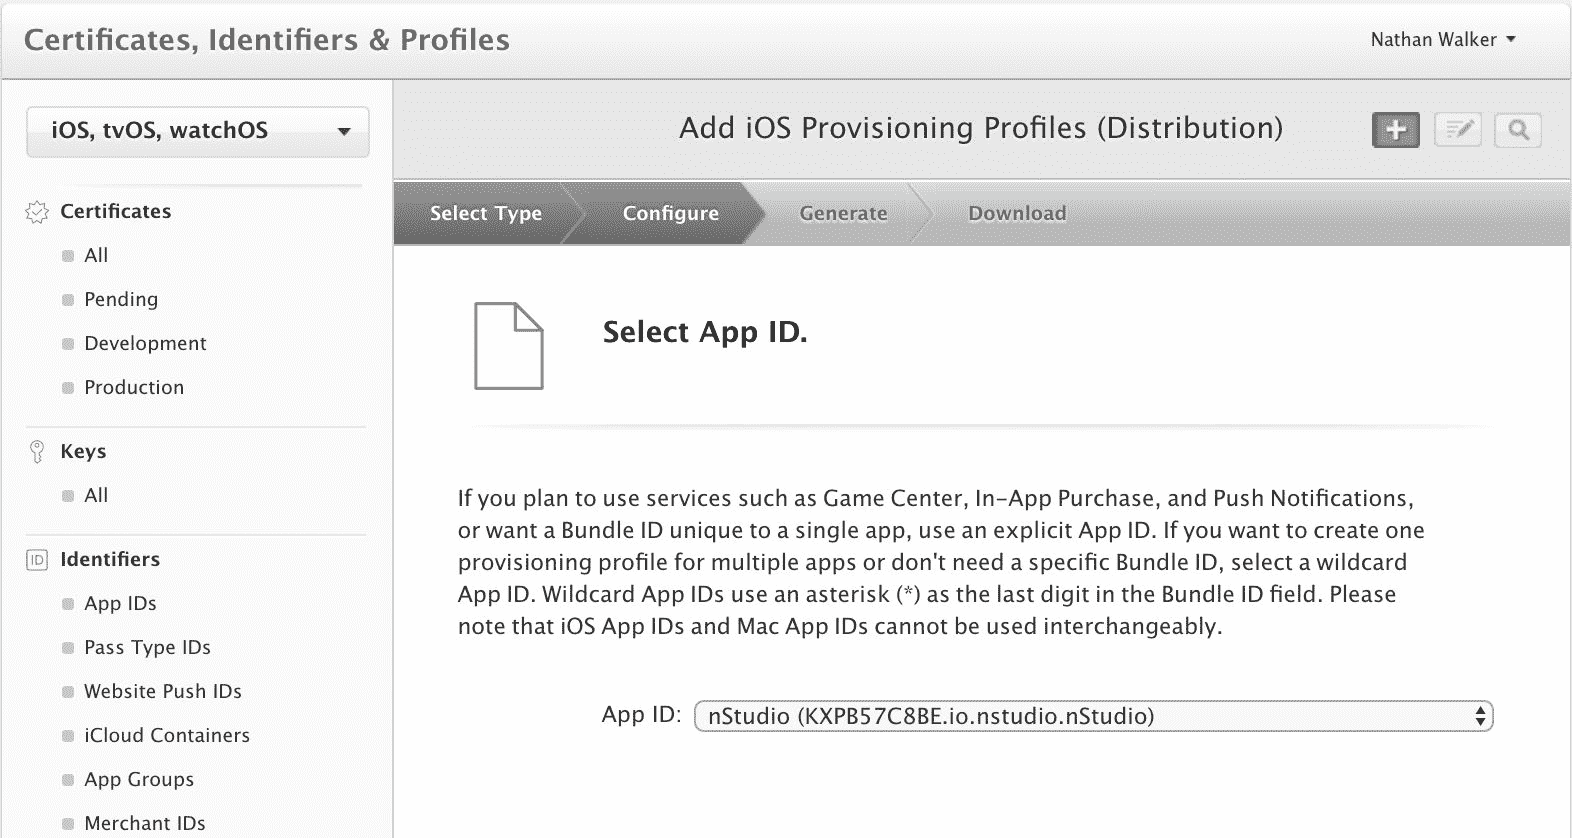 Certificates, Identifiers & Profiles
Nathan Walker
iOS, tvOS, watchOS
Add iOS Provisioning Profiles (Distribution)
Select Type
Configure
Generate
Download
Certificates
All
Pending
Development
Production
Keys
All
ID Identifiers
App IDs
Pass Type IDs
Website Push IDs
iCloud Containers
App Groups
Merchant IDs
Select App ID.
If you plan to use services such as Game Center, In-App Purchase, and Push Notifications,
or want a Bundle ID unique to a single app, use an explicit App ID. If you want to create one
provisioning profile for multiple apps or don't need a specific Bundle ID, select a wildcard
App ID. Wildcard App IDs use an asterisk (*) as the last digit in the Bundle ID field. Please
note that iOS App IDs and Mac App IDs cannot be used interchangeably.
App ID: nStudio (KXPB57C8BE.io.nstudio.nStudio)